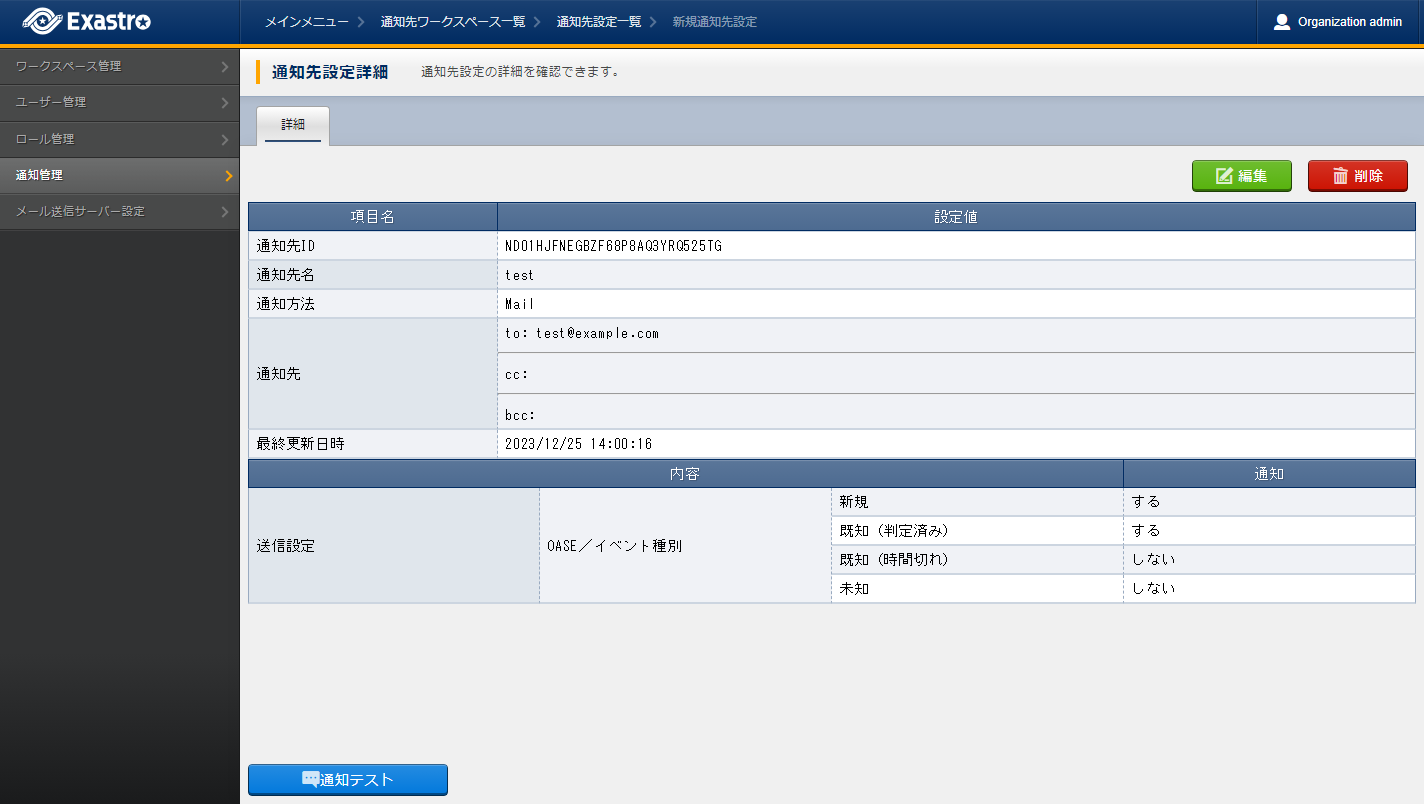 Exastro
メインメニュー
通知先ワークスペース一覧
通知先設定一覧
新規通知先設定
Organization admin
ワークスペース管理
ユーザー管理
ロール管理
通知管理
メール送信サーバー設定
通知先設定詳細
通知先設定の詳細を確認できます。
詳細
編集
削除
項目名 設定値
通知先ID ND01HJFNEGBZF68P8AQ3YRQ525TG
通知先名 test
通知方法 Mail
通知先
to: test@example.com
cc:
bcc:
最終更新日時 2023/12/25 14:00:16
内容 通知
送信設定
OASE／イベント種別
新規 する
既知（判定済み） する
既知（時間切れ） しない
未知 しない
通知テスト